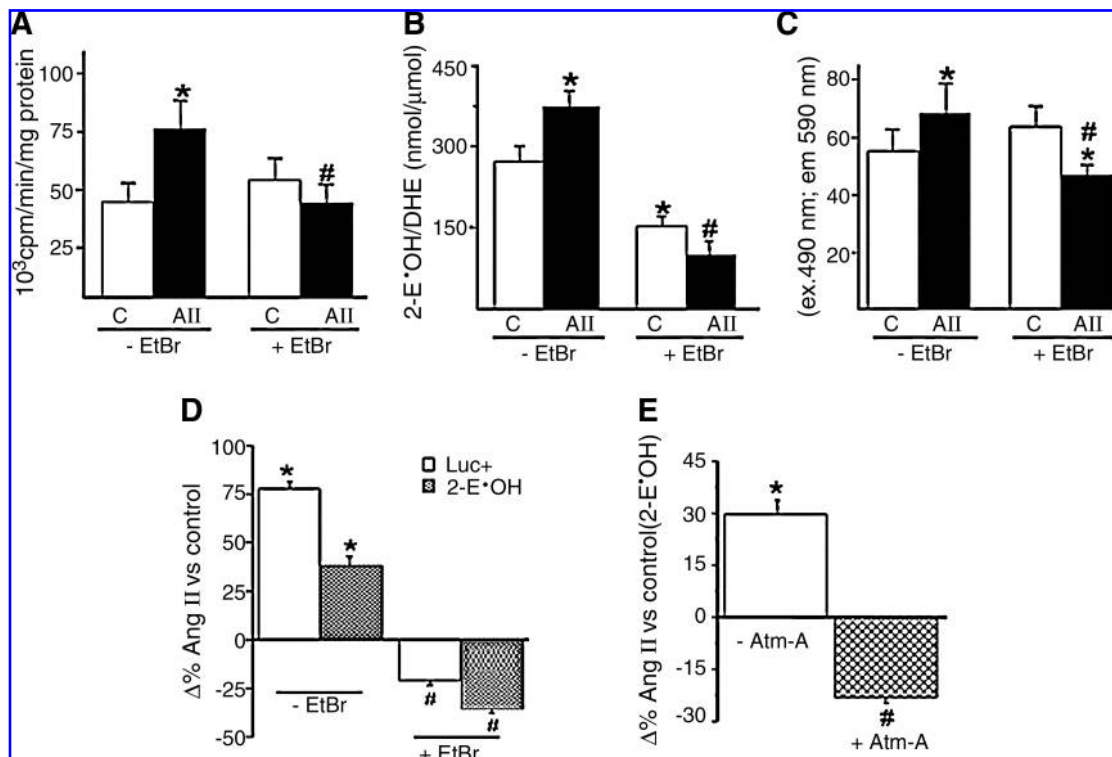 A
10³cpm/min/mg protein
100
75
50
25
*
#
C AII C AII
- EtBr + EtBr
B
2-E•OH/DHE (nmol/μmol)
450
300
150
*
*
#
C AII C AII
- EtBr + EtBr
C
(ex.490 nm; em 590 nm)
80
60
40
20
*
#
*
C AII C AII
- EtBr + EtBr
D
Δ% Ang II vs control
100
75
50
25
0
-25
-50
Luc+
2-E•OH
*
*
#
#
- EtBr
+ EtBr
E
Δ% Ang II vs control(2-E•OH)
45
30
15
0
-15
-30
*
- Atm-A
#
+ Atm-A